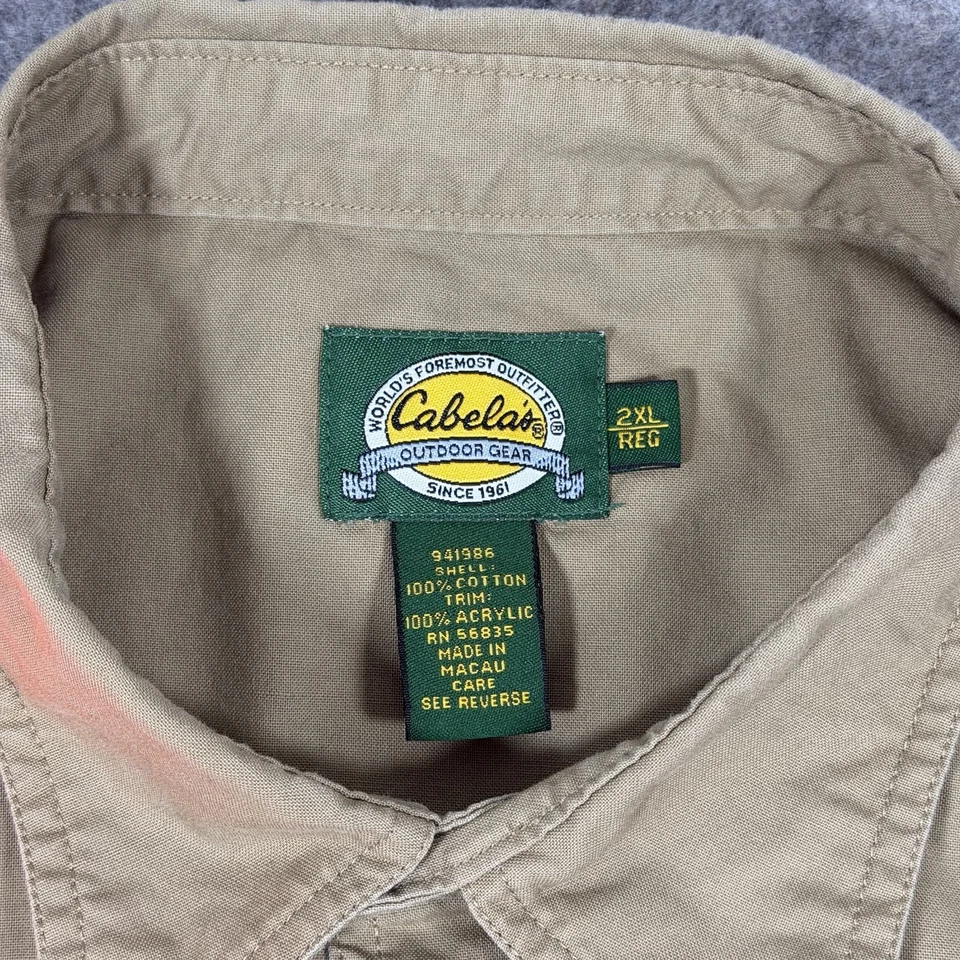 WORLD'S FOREMOST OUTFITTER®
Cabela's®
OUTDOOR GEAR
SINCE 1961
2XL
REG
941986
SHELL:
100% COTTON
TRIM:
100% ACRYLIC
RN 56835
MADE IN
MACAU
CARE
SEE REVERSE